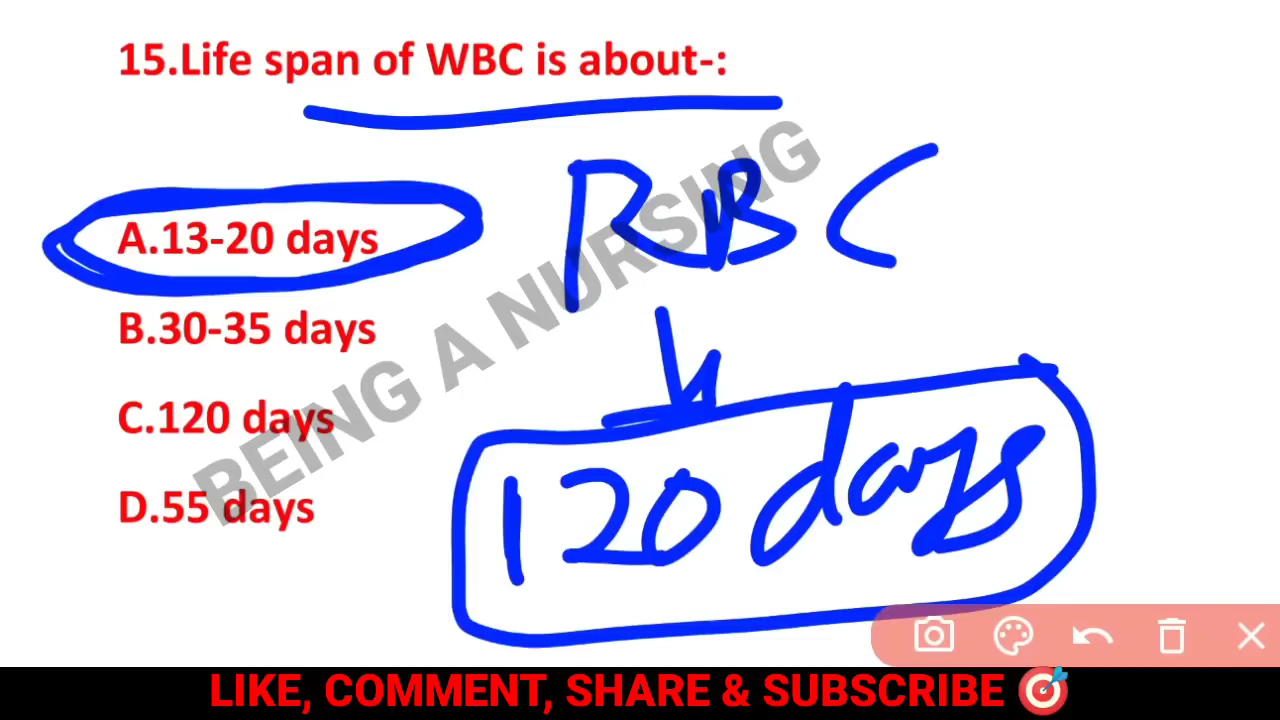 15.Life span of WBC is about-:
A.13-20 days
B.30-35 days
C.120 days
D.55 days
RBC
120 days
BEING A NURSING
LIKE, COMMENT, SHARE & SUBSCRIBE 🎯